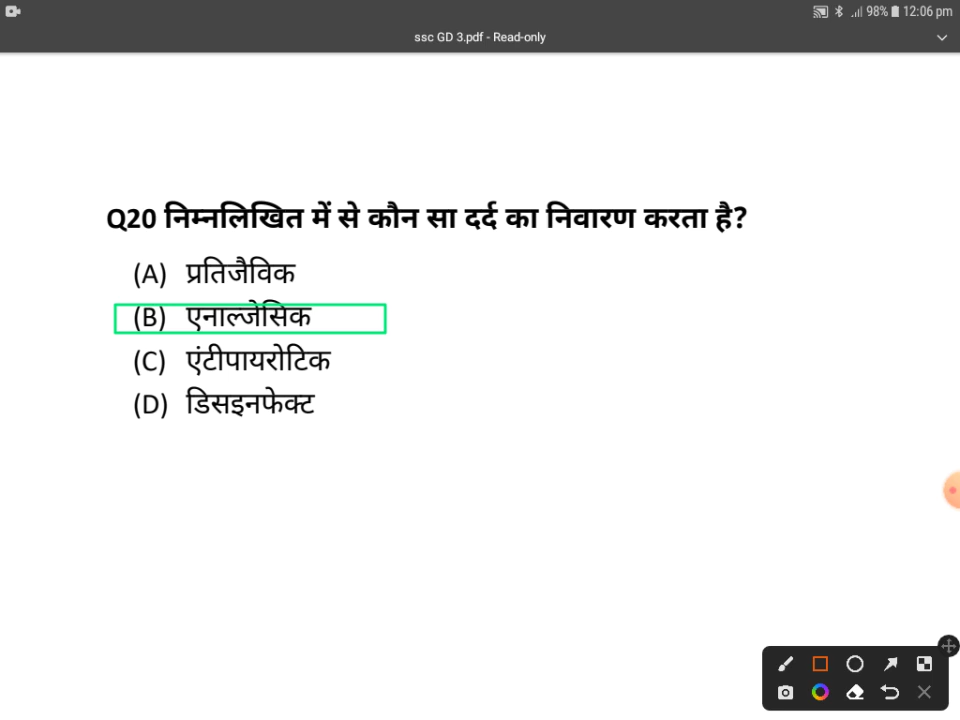 98% 12:06 pm
ssc GD 3.pdf - Read-only
Q20 निम्नलिखित में से कौन सा दर्द का निवारण करता है?
(A) प्रतिजैविक
(B) एनाल्जेसिक
(C) एंटीपायरोटिक
(D) डिसइनफेक्ट